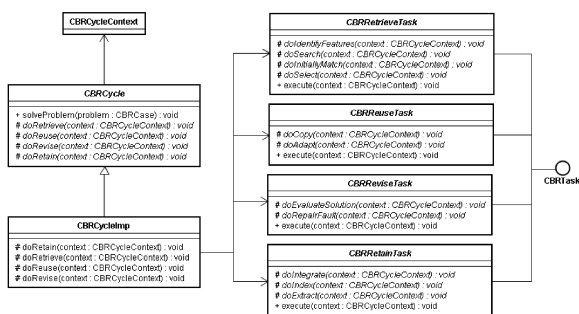 CBRCycleContext
CBRCycle
+ solveProblem(problem : CBRCase) : void
# doRetrieve(context : CBRCycleContext) : void
# doReuse(context : CBRCycleContext) : void
# doRevise(context : CBRCycleContext) : void
# doRetain(context : CBRCycleContext) : void
CBRCycleImp
# doRetain(context : CBRCycleContext) : void
# doRetrieve(context : CBRCycleContext) : void
# doReuse(context : CBRCycleContext) : void
# doRevise(context : CBRCycleContext) : void
CBRRetrieveTask
# doIdentifyFeatures(context : CBRCycleContext) : void
# doSearch(context : CBRCycleContext) : void
# doInitiallyMatch(context : CBRCycleContext) : void
# doSelect(context : CBRCycleContext) : void
+ execute(context : CBRCycleContext) : void
CBRReuseTask
# doCopy(context : CBRCycleContext) : void
# doAdapt(context : CBRCycleContext) : void
+ execute(context : CBRCycleContext) : void
CBRReviseTask
# doEvaluateSolution(context : CBRCycleContext) : void
# doRepairFault(context : CBRCycleContext) : void
+ execute(context : CBRCycleContext) : void
CBRRetainTask
# doIntegrate(context : CBRCycleContext) : void
# doIndex(context : CBRCycleContext) : void
# doExtract(context : CBRCycleContext) : void
+ execute(context : CBRCycleContext) : void
CBRTask